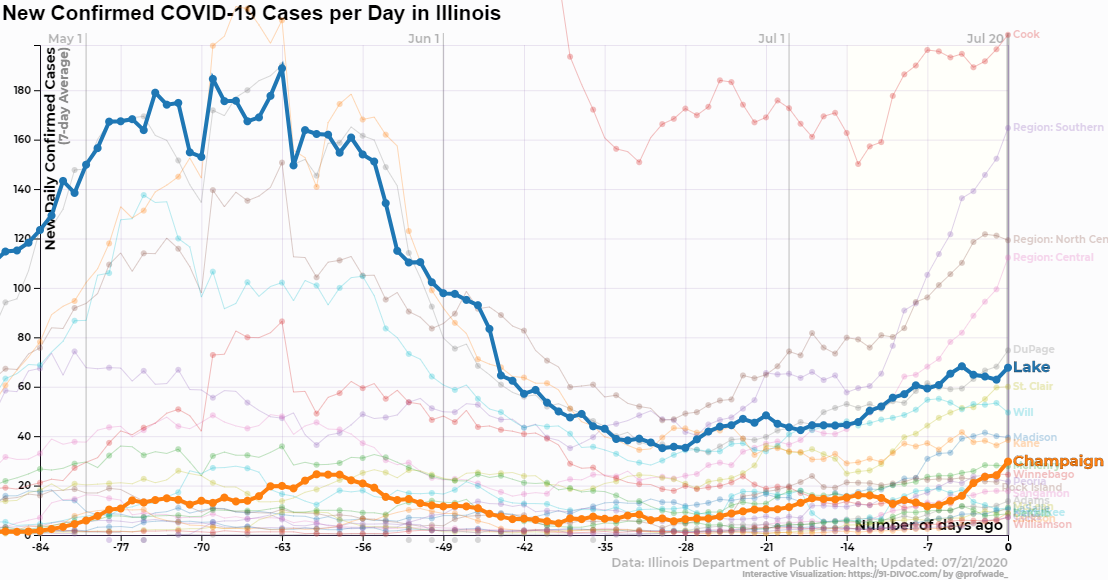 New Confirmed COVID-19 Cases per Day in Illinois
May 1
Jun 1
Jul 1
Jul 20
New Daily Confirmed Cases
(7-day Average)
180
160
140
120
100
80
60
40
20
0
Cook
Region: Southern
Region: North Cen
Region: Central
DuPage
Lake
St. Clair
Will
Madison
Kane
Champaign
Winnebago
Peoria
Rock Island
Sangamon
Adams
Williamson
Number of days ago
-84
-77
-70
-63
-56
-49
-42
-35
-28
-21
-14
-7
0
Data: Illinois Department of Public Health; Updated: 07/21/2020
Interactive Visualization: https://91-DIVOC.com/ by @profwade_